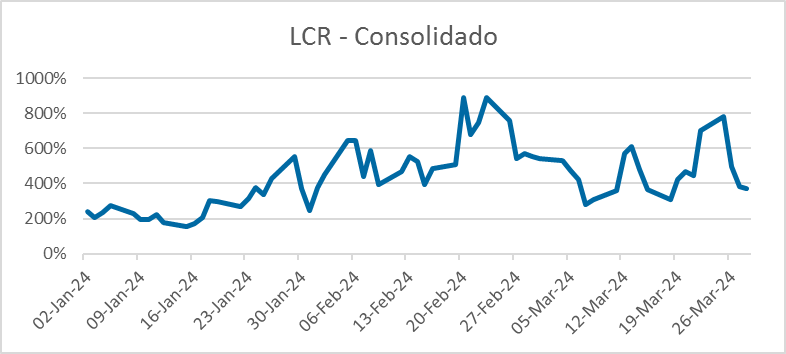 LCR - Consolidado
1000%
800%
600%
400%
200%
0%
02-Jan-24
09-Jan-24
16-Jan-24
23-Jan-24
30-Jan-24
06-Feb-24
13-Feb-24
20-Feb-24
27-Feb-24
05-Mar-24
12-Mar-24
19-Mar-24
26-Mar-24